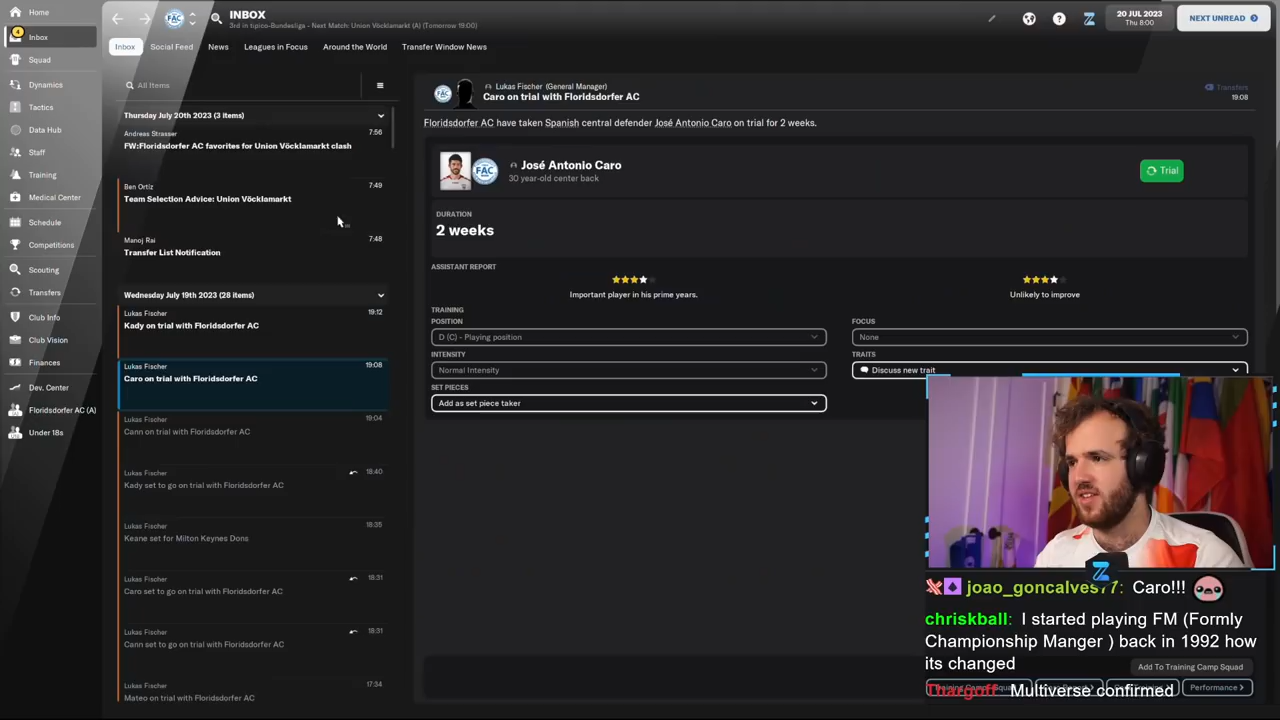 Home
4
Inbox
Squad
Dynamics
Tactics
Data Hub
Staff
Training
Medical Center
Schedule
Competitions
Scouting
Transfers
Club Info
Club Vision
Finances
Dev. Center
Floridsdorfer AC (A)
Under 18s
FAC
INBOX
3rd in tipico-Bundesliga - Next Match: Union Vöcklamarkt (A) (Tomorrow 19:00)
20 JUL 2023
Thu 8:00
NEXT UNREAD
Inbox
Social Feed
News
Leagues in Focus
Around the World
Transfer Window News
All Items
Thursday July 20th 2023 (3 items)
Andreas Strasser
7:56
FW:Floridsdorfer AC favorites for Union Vöcklamarkt clash
Ben Ortiz
7:49
Team Selection Advice: Union Vöcklamarkt
Manoj Rai
7:48
Transfer List Notification
Wednesday July 19th 2023 (28 items)
Lukas Fischer
19:12
Kady on trial with Floridsdorfer AC
Lukas Fischer
19:08
Caro on trial with Floridsdorfer AC
Lukas Fischer
19:04
Cann on trial with Floridsdorfer AC
Lukas Fischer
18:40
Kady set to go on trial with Floridsdorfer AC
Lukas Fischer
18:35
Keane set for Milton Keynes Dons
Lukas Fischer
18:31
Caro set to go on trial with Floridsdorfer AC
Lukas Fischer
18:31
Cann set to go on trial with Floridsdorfer AC
Lukas Fischer
17:34
Mateo on trial with Floridsdorfer AC
FAC
Lukas Fischer (General Manager)
Caro on trial with Floridsdorfer AC
Transfers
19:08
Floridsdorfer AC have taken Spanish central defender José Antonio Caro on trial for 2 weeks.
FAC
José Antonio Caro
30 year-old center back
Trial
DURATION
2 weeks
ASSISTANT REPORT
Important player in his prime years.
Unlikely to improve
TRAINING
POSITION
D (C) - Playing position
FOCUS
None
INTENSITY
Normal Intensity
TRAITS
Discuss new trait
SET PIECES
Add as set piece taker
joao_goncalves77: Caro!!!
chriskball: I started playing FM (Formly
Championship Manger ) back in 1992 how
its changed
Add To Training Camp Squad
Thargoff: Multiverse confirmed
Performance